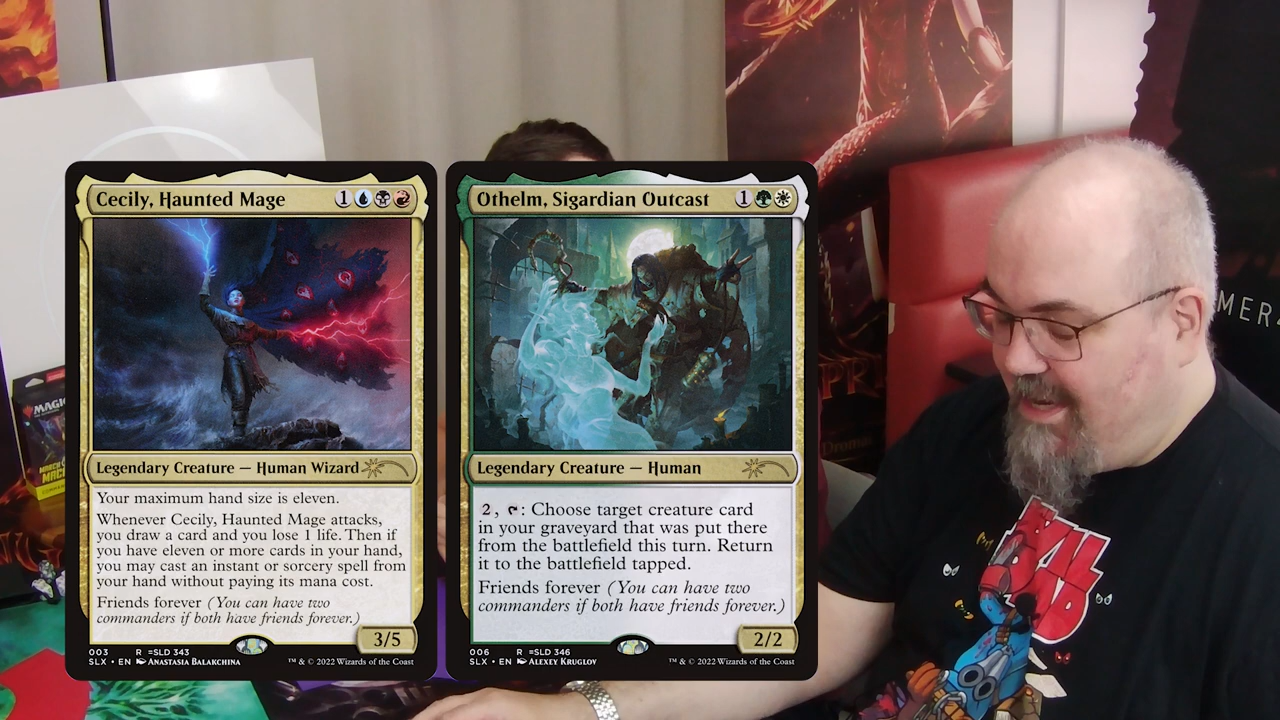 Cecily, Haunted Mage 1
Legendary Creature — Human Wizard
Your maximum hand size is eleven.
Whenever Cecily, Haunted Mage attacks,
you draw a card and you lose 1 life. Then if
you have eleven or more cards in your hand,
you may cast an instant or sorcery spell from
your hand without paying its mana cost.
Friends forever (You can have two
commanders if both have friends forever.)
3/5
003 R =SLD 343
SLX • EN Anastasia Balakchina ™ & © 2022 Wizards of the Coast
Othelm, Sigardian Outcast 1
Legendary Creature — Human
2, : Choose target creature card
in your graveyard that was put there
from the battlefield this turn. Return
it to the battlefield tapped.
Friends forever (You can have two
commanders if both have friends forever.)
2/2
006 R =SLD 346
SLX • EN Alexey Kruglov ™ & © 2022 Wizards of the Coast
MAGIC